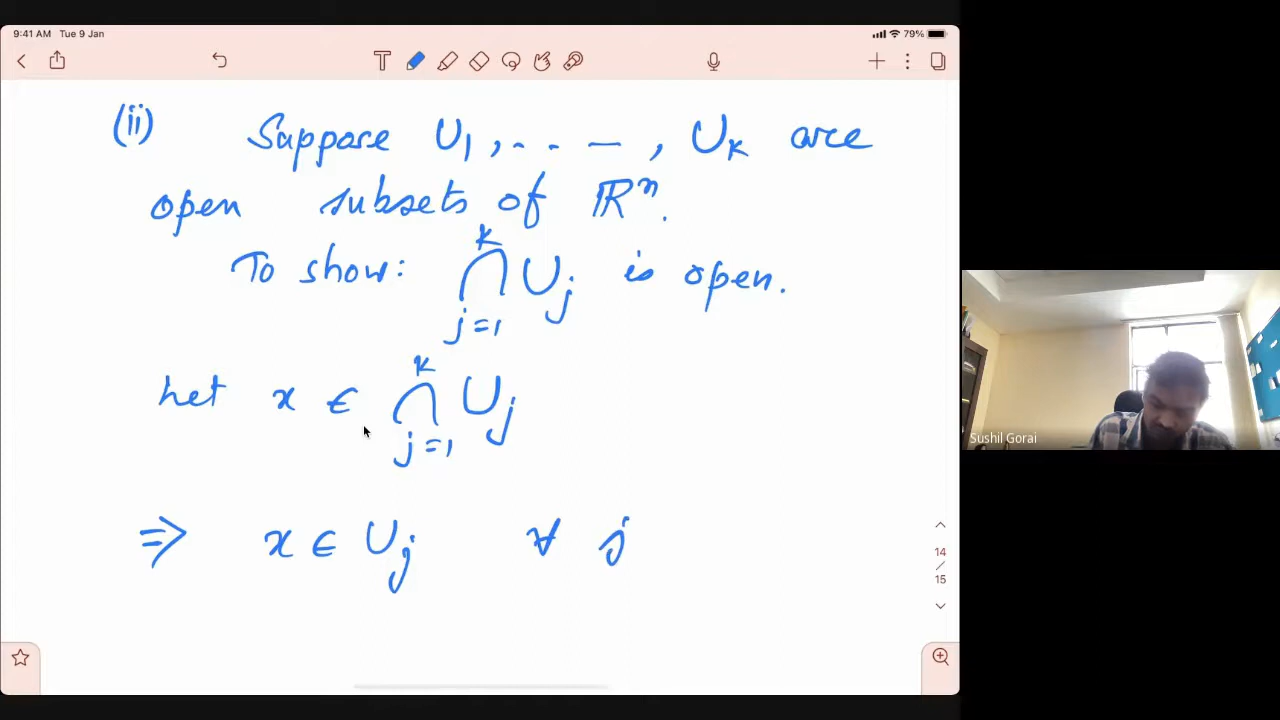 9:41 AM Tue 9 Jan
79%
(ii) Suppose U₁, . . . —, Uₖ are
open subsets of ℝⁿ.
To show: ⋂ⱼ₌₁ᵏ Uⱼ is open.
Let x ∈ ⋂ⱼ₌₁ᵏ Uⱼ
⇒ x ∈ Uⱼ ∀ j
Sushil Gorai
14
/
15